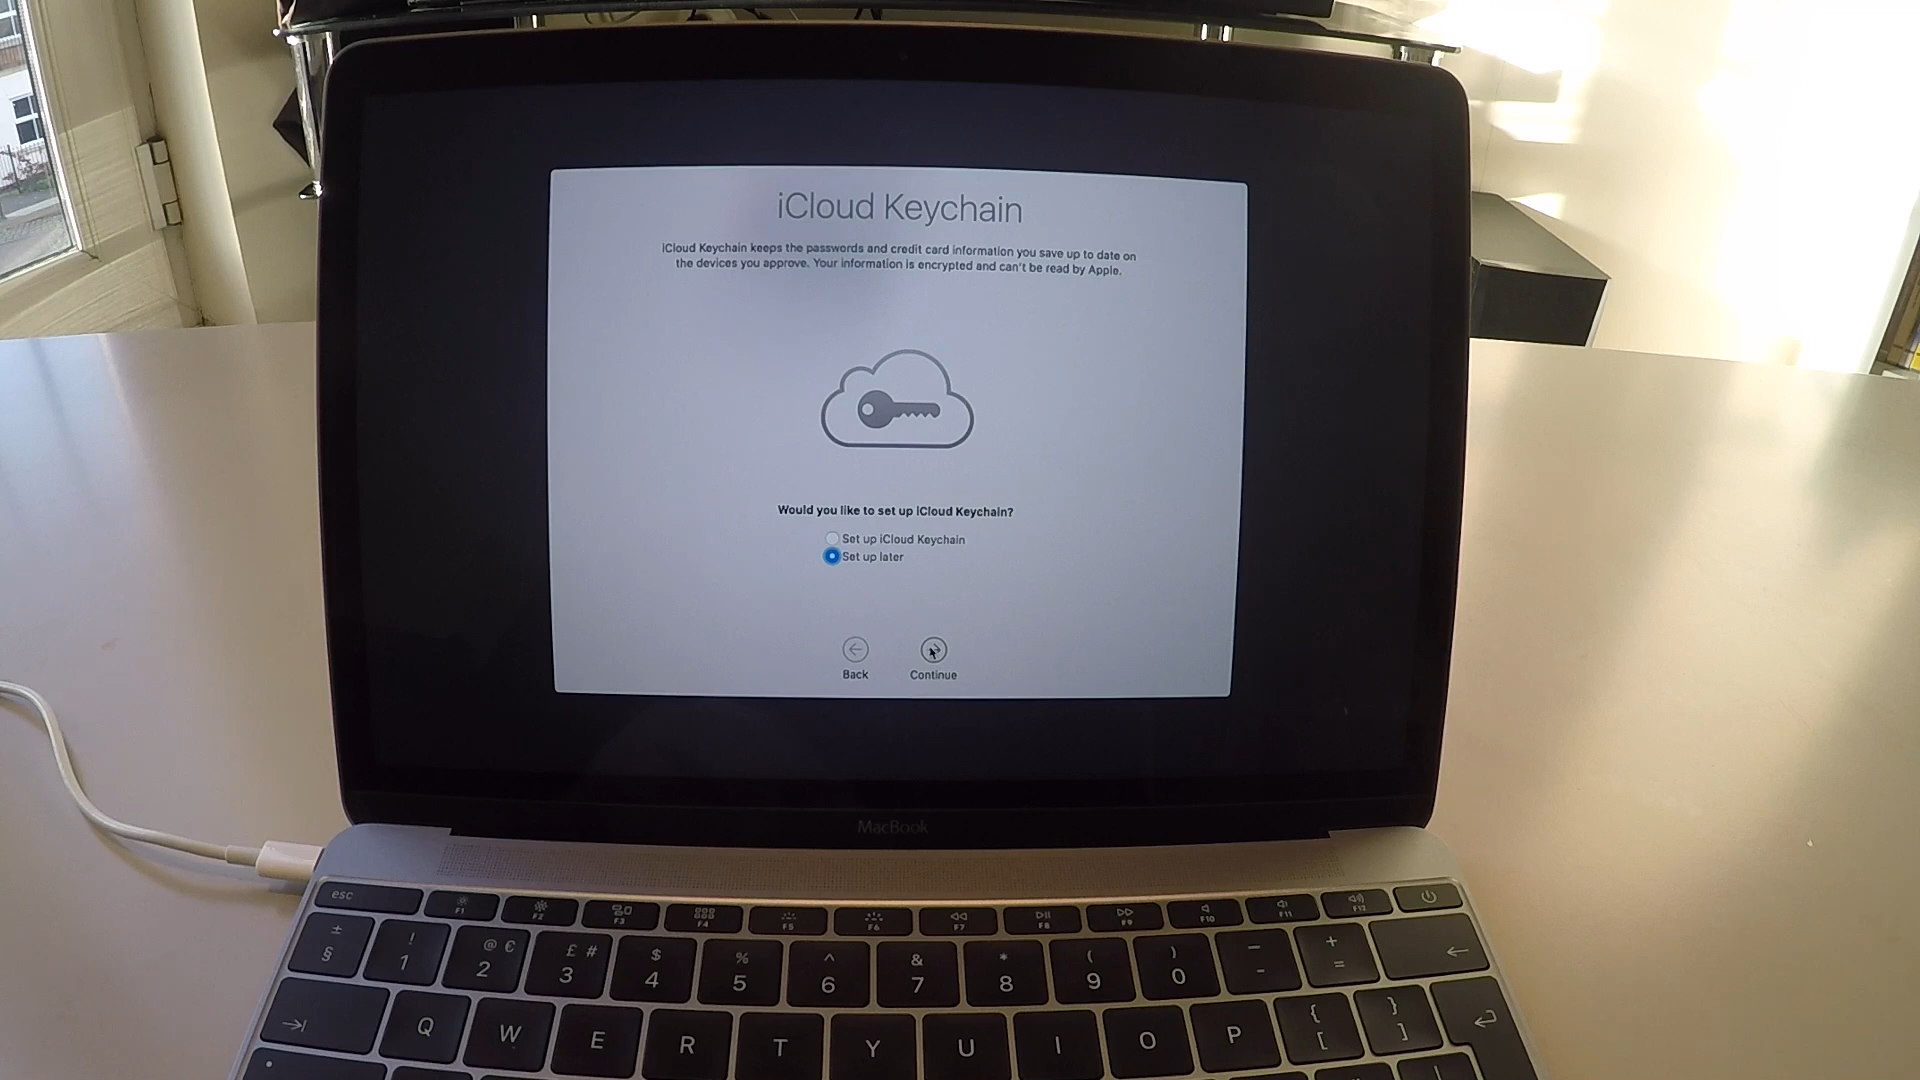 iCloud Keychain
iCloud Keychain keeps the passwords and credit card information you save up to date on
the devices you approve. Your information is encrypted and can't be read by Apple.
Would you like to set up iCloud Keychain?
Set up iCloud Keychain
Set up later
Back Continue
MacBook
esc F1 F2 F3 F4 F5 F6 F7 F8 F9 F10 F11 F12
± ! @ € £ # $ % ^ & * ( ) _ +
§ 1 2 3 4 5 6 7 8 9 0 - =
Q W E R T Y U I O P { [ } ]